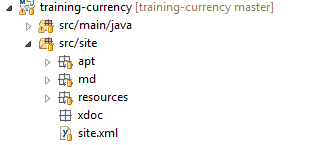 training-currency [training-currency master]
src/main/java
src/site
apt
md
resources
xdoc
site.xml